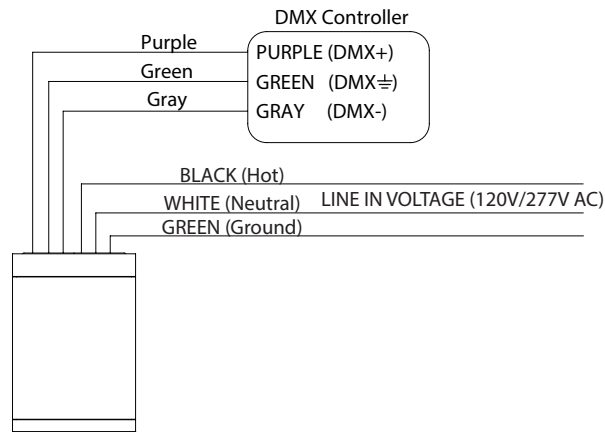 DMX Controller
Purple
PURPLE (DMX+)
Green
GREEN (DMX⏚)
Gray
GRAY (DMX-)
BLACK (Hot)
WHITE (Neutral)
LINE IN VOLTAGE (120V/277V AC)
GREEN (Ground)